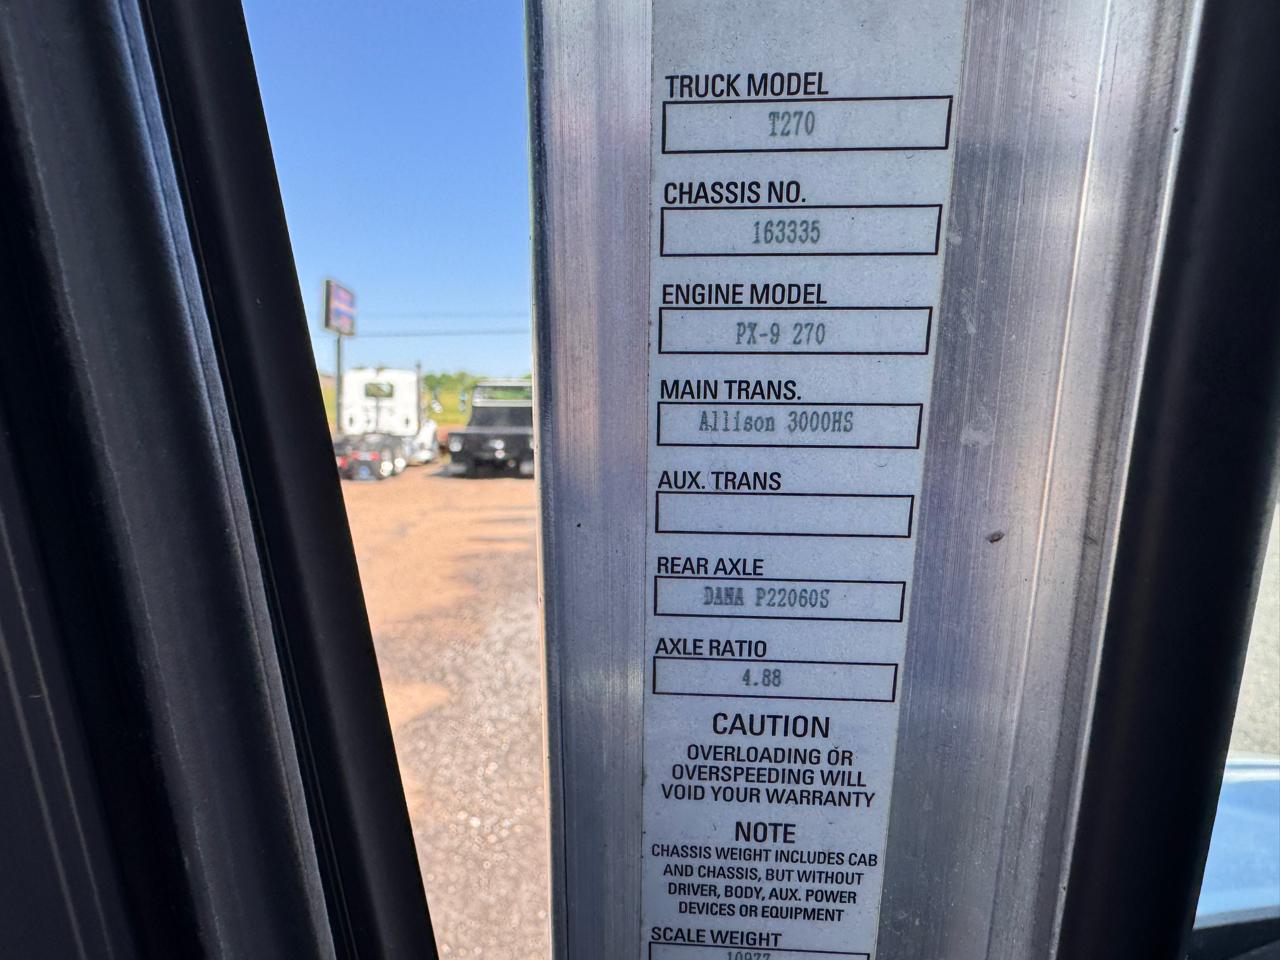 TRUCK MODEL
T270
CHASSIS NO.
163335
ENGINE MODEL
PX-9 270
MAIN TRANS.
Allison 3000HS
AUX. TRANS
REAR AXLE
DANA P22060S
AXLE RATIO
4.88
CAUTION
OVERLOADING OR
OVERSPEEDING WILL
VOID YOUR WARRANTY
NOTE
CHASSIS WEIGHT INCLUDES CAB
AND CHASSIS, BUT WITHOUT
DRIVER, BODY, AUX. POWER
DEVICES OR EQUIPMENT
SCALE WEIGHT
10977